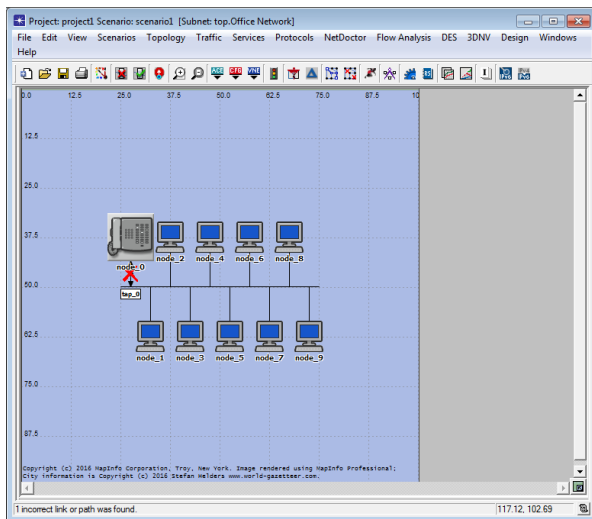 Project: project1 Scenario: scenario1 [Subnet: top.Office Network]
File Edit View Scenarios Topology Traffic Services Protocols NetDoctor Flow Analysis DES 3DNV Design Windows
Help
0.0 12.5 25.0 37.5 50.0 62.5 75.0 87.5 10
12.5
25.0
37.5
node_0 node_2 node_4 node_6 node_8
50.0
tap_0
62.5
node_1 node_3 node_5 node_7 node_9
75.0
87.5
Copyright (c) 2016 MapInfo Corporation, Troy, New York. Image rendered using MapInfo Professional;
City information is Copyright (c) 2016 Stefan Helders www.world-gazetteer.com.
1 incorrect link or path was found. 117.12, 102.69